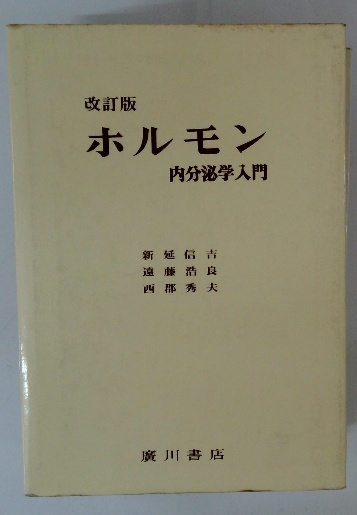 改訂版
ホルモン
内分泌学入門
新延信吉
遠藤浩良
西郡秀夫
廣川書店